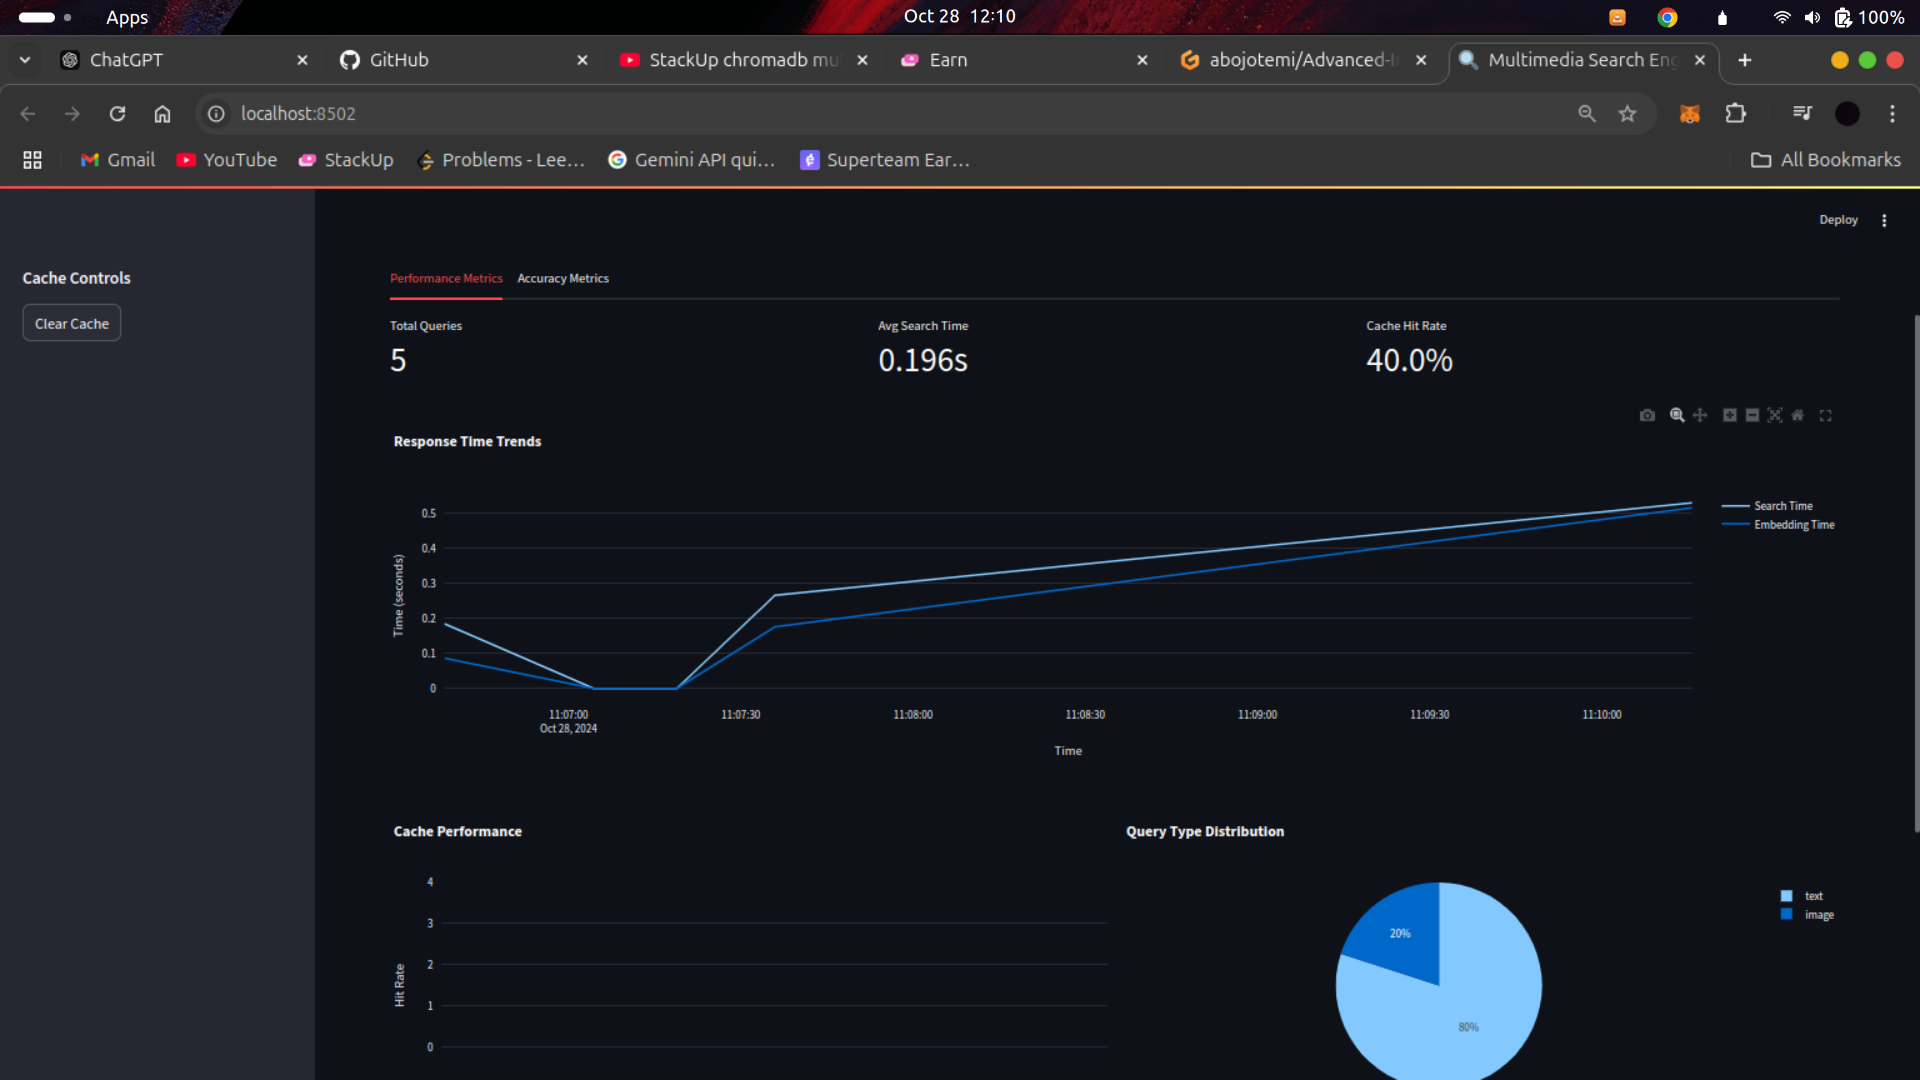 Apps
Oct 28 12:10
100%
ChatGPT
GitHub
StackUp chromadb mu
Earn
abojotemi/Advanced-I
Multimedia Search Eng
localhost:8502
Gmail
YouTube
StackUp
Problems - Lee...
Gemini API qui...
Superteam Ear...
All Bookmarks
Deploy
Cache Controls
Clear Cache
Performance Metrics
Accuracy Metrics
Total Queries
5
Avg Search Time
0.196s
Cache Hit Rate
40.0%
Response Time Trends
Search Time
Embedding Time
Time (seconds)
0.5
0.4
0.3
0.2
0.1
0
11:07:00
Oct 28, 2024
11:07:30
11:08:00
11:08:30
11:09:00
11:09:30
11:10:00
Time
Cache Performance
Hit Rate
4
3
2
1
0
Query Type Distribution
20%
80%
text
image